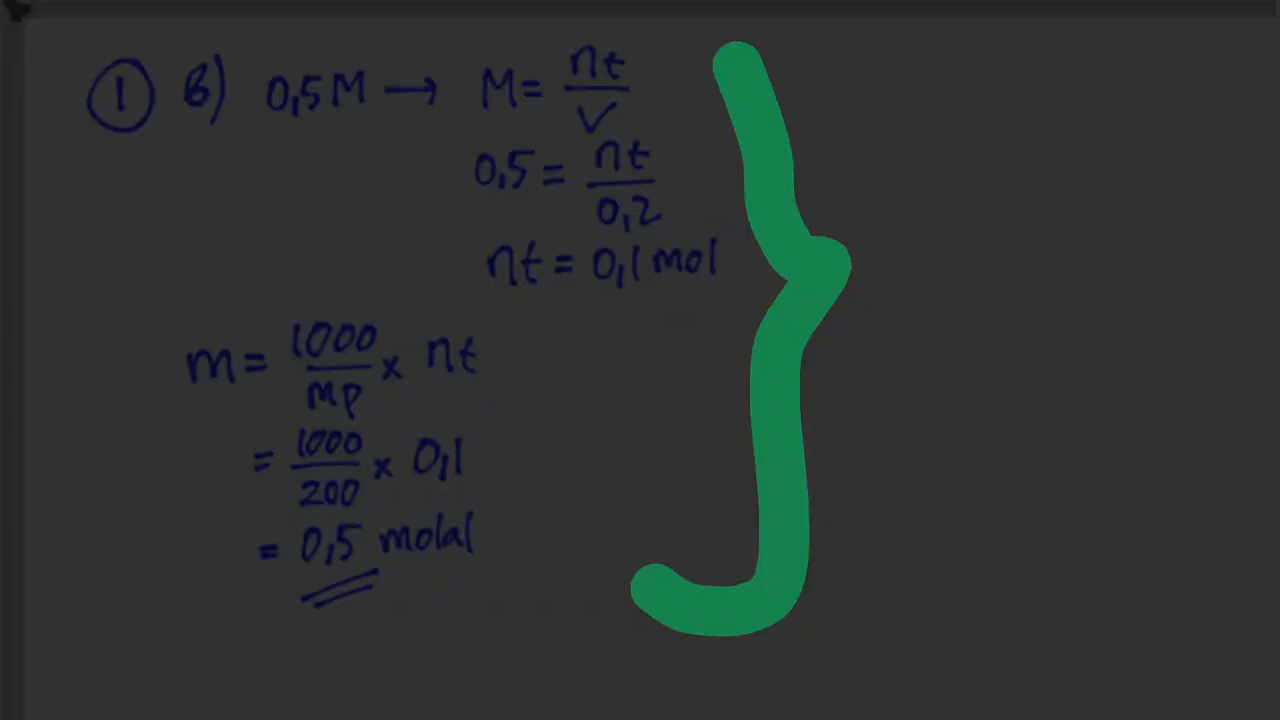 ① B) 0,5 M → M = nt/V
0,5 = nt/0,2
nt = 0,1 mol
m = 1000/mp × nt
= 1000/200 × 0,1
= 0,5 molal